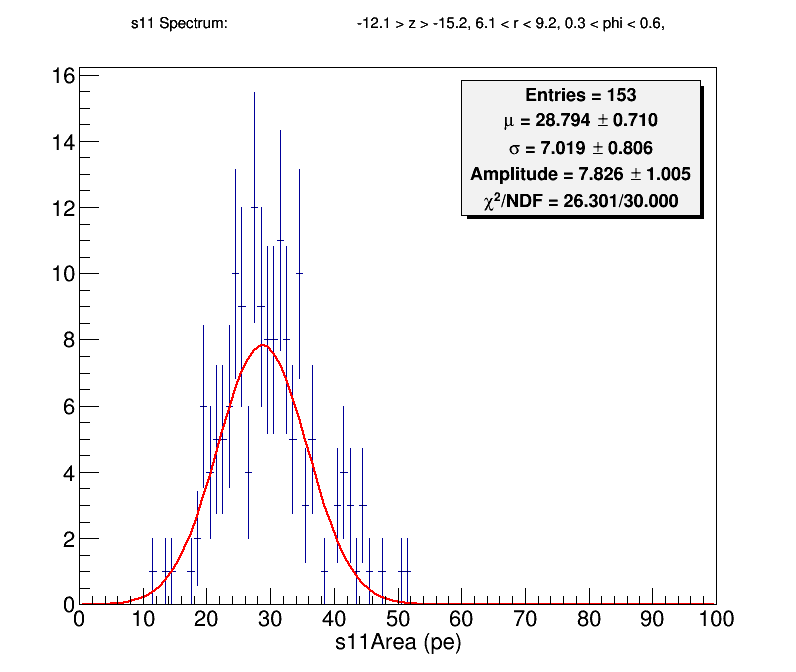 s11 Spectrum: -12.1 > z > -15.2, 6.1 < r < 9.2, 0.3 < phi < 0.6,
Entries = 153
μ = 28.794 ± 0.710
σ = 7.019 ± 0.806
Amplitude = 7.826 ± 1.005
χ²/NDF = 26.301/30.000
16
14
12
10
8
6
4
2
0
0 10 20 30 40 50 60 70 80 90 100
s11Area (pe)